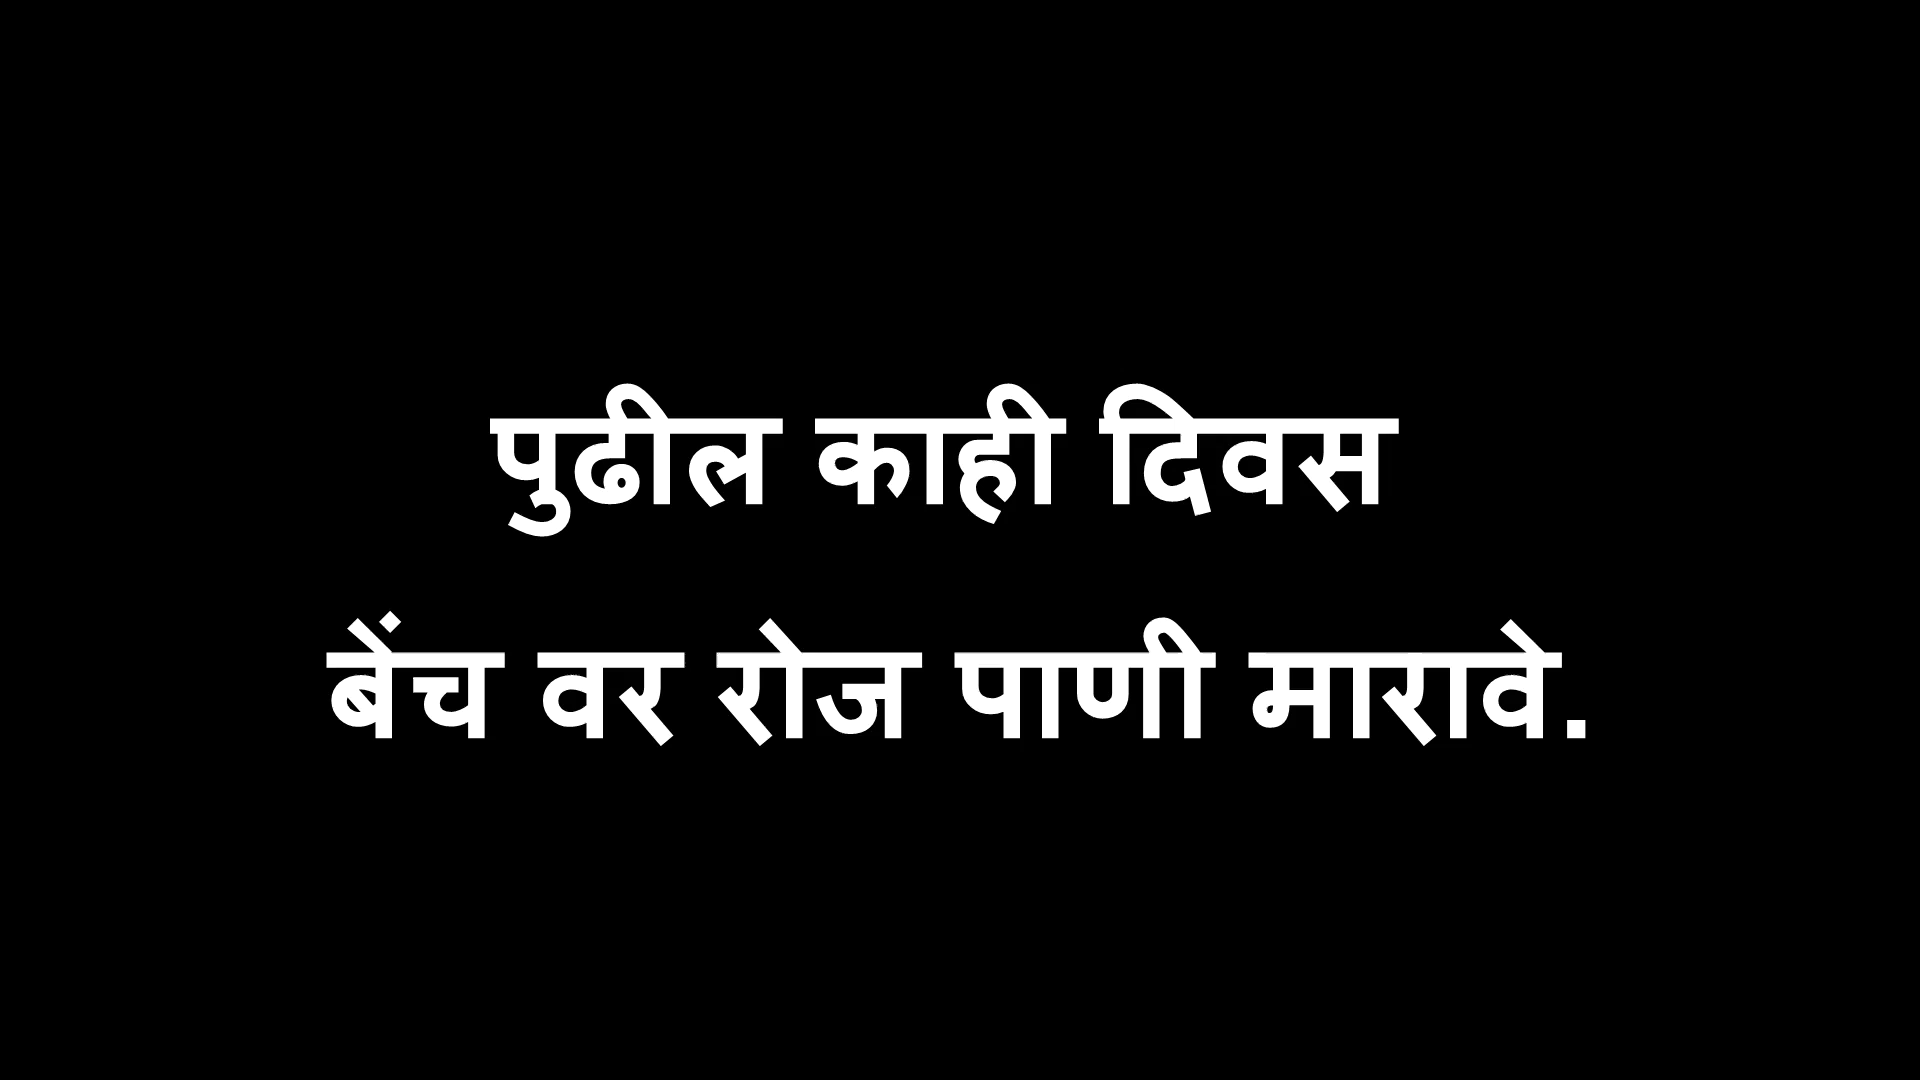 पुढील काही दिवस
बेंच वर रोज पाणी मारावे.